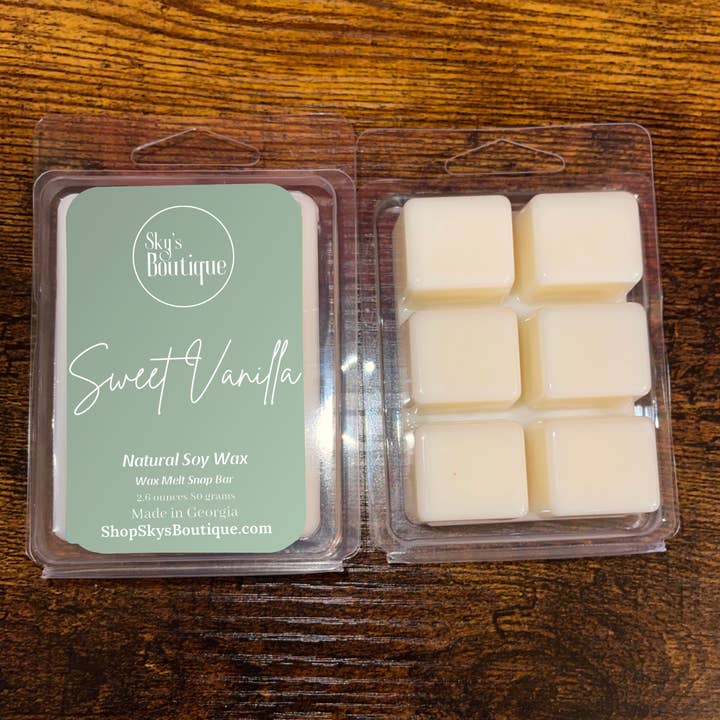 Sky's
Boutique
Sweet Vanilla
Natural Soy Wax
Wax Melt Snap Bar
2.6 ounces 80 grams
Made in Georgia
ShopSkysBoutique.com